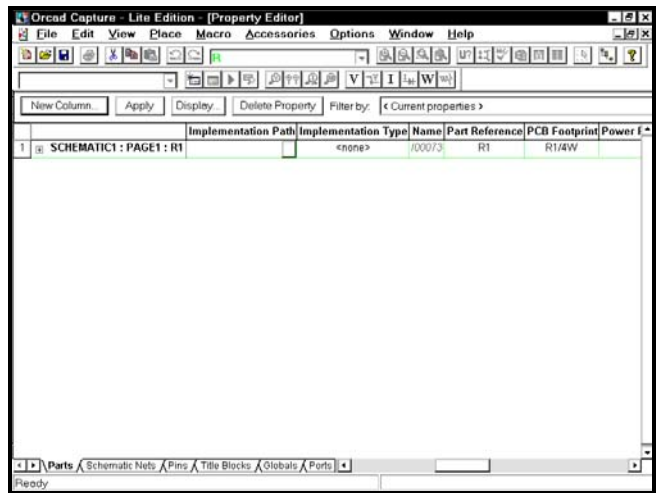 Orcad Capture - Lite Edition - [Property Editor]
File Edit View Place Macro Accessories Options Window Help
R
U?
V I W
New Column... Apply Display... Delete Property Filter by: < Current properties >
Implementation Path Implementation Type Name Part Reference PCB Footprint Power
1 SCHEMATIC1 : PAGE1 : R1 <none> I00073 R1 R1/4W
Parts Schematic Nets Pins Title Blocks Globals Ports
Ready